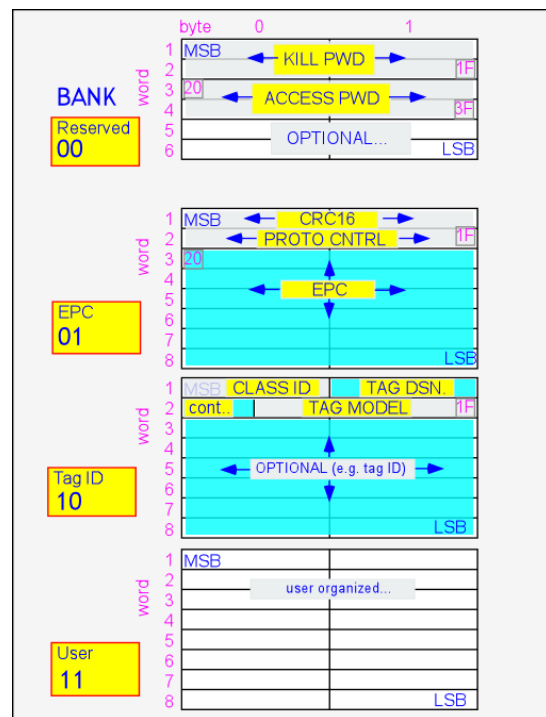 byte 0 1
BANK
word
1 MSB KILL PWD
2 1F
3 20 ACCESS PWD
4 3F
5 OPTIONAL...
6 LSB
Reserved
00
word
1 MSB CRC16
2 PROTO CNTRL 1F
3 20
4 EPC
5
6
7
8 LSB
EPC
01
word
1 MSB CLASS ID TAG DSN.
2 cont.. TAG MODEL 1F
3
4
5 OPTIONAL (e.g. tag ID)
6
7
8 LSB
Tag ID
10
word
1 MSB
2 user organized...
3
4
5
6
7
8 LSB
User
11